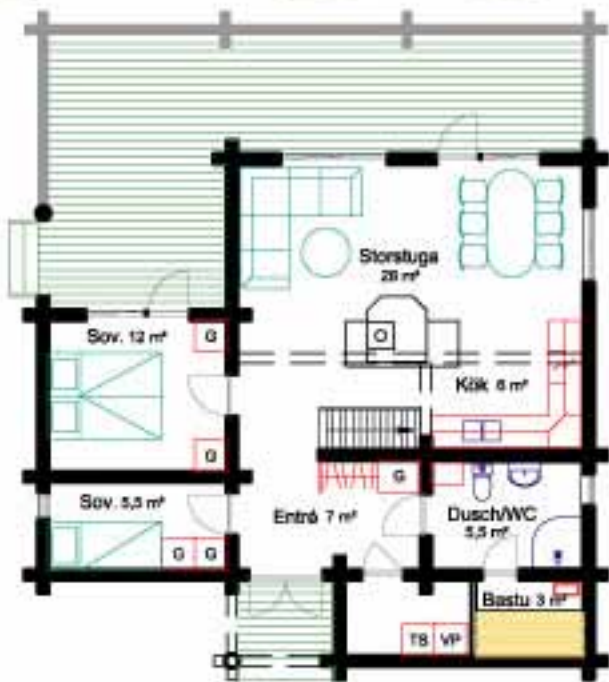 Storstuga
28 m²
Sov. 12 m²
G
Kök 6 m²
G
Sov. 5,5 m²
G G
Entré 7 m²
G
Dusch/WC
5,5 m²
Bastu 3 m²
TS VP